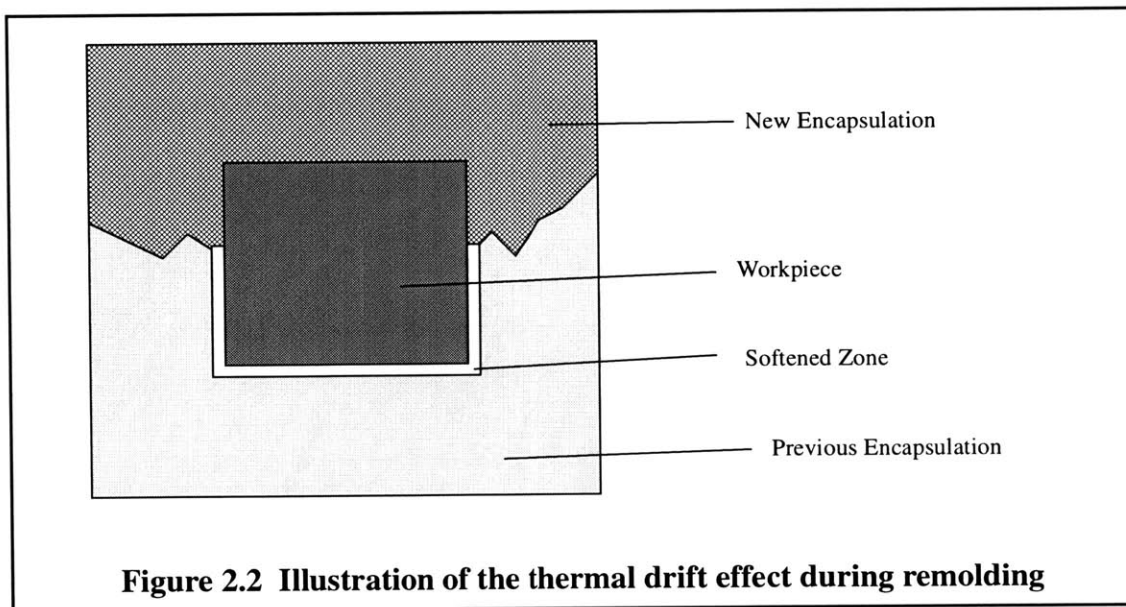 New Encapsulation
Workpiece
Softened Zone
Previous Encapsulation
Figure 2.2 Illustration of the thermal drift effect during remolding